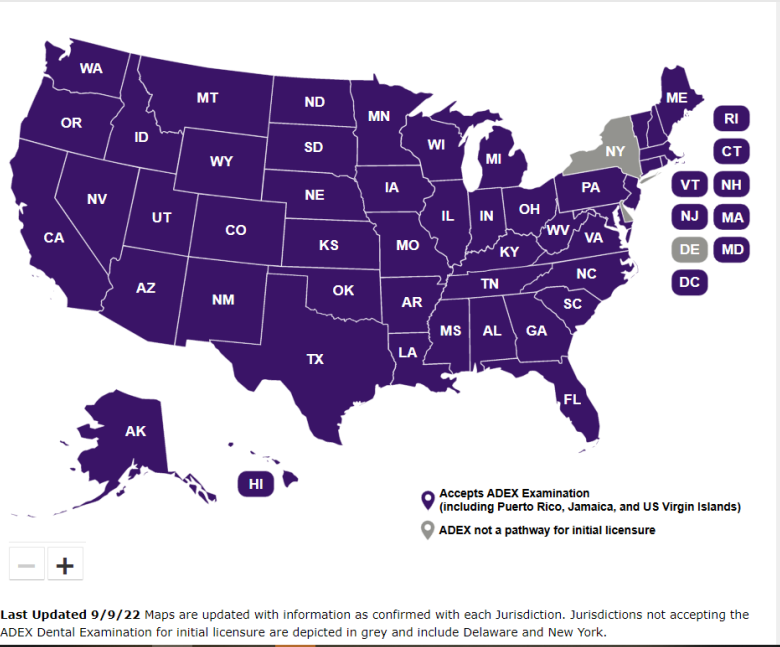 WA
MT
ND
MN
ME
OR
ID
SD
WI
MI
NY
RI
WY
CT
NV
NE
IA
PA
VT
NH
UT
CO
IL
IN
OH
NJ
MA
CA
KS
MO
WV
VA
KY
DE
MD
AZ
NM
OK
AR
TN
NC
DC
SC
TX
LA
MS
AL
GA
FL
AK
HI
Accepts ADEX Examination
(including Puerto Rico, Jamaica, and US Virgin Islands)
ADEX not a pathway for initial licensure
− +
Last Updated 9/9/22 Maps are updated with information as confirmed with each Jurisdiction. Jurisdictions not accepting the
ADEX Dental Examination for initial licensure are depicted in grey and include Delaware and New York.